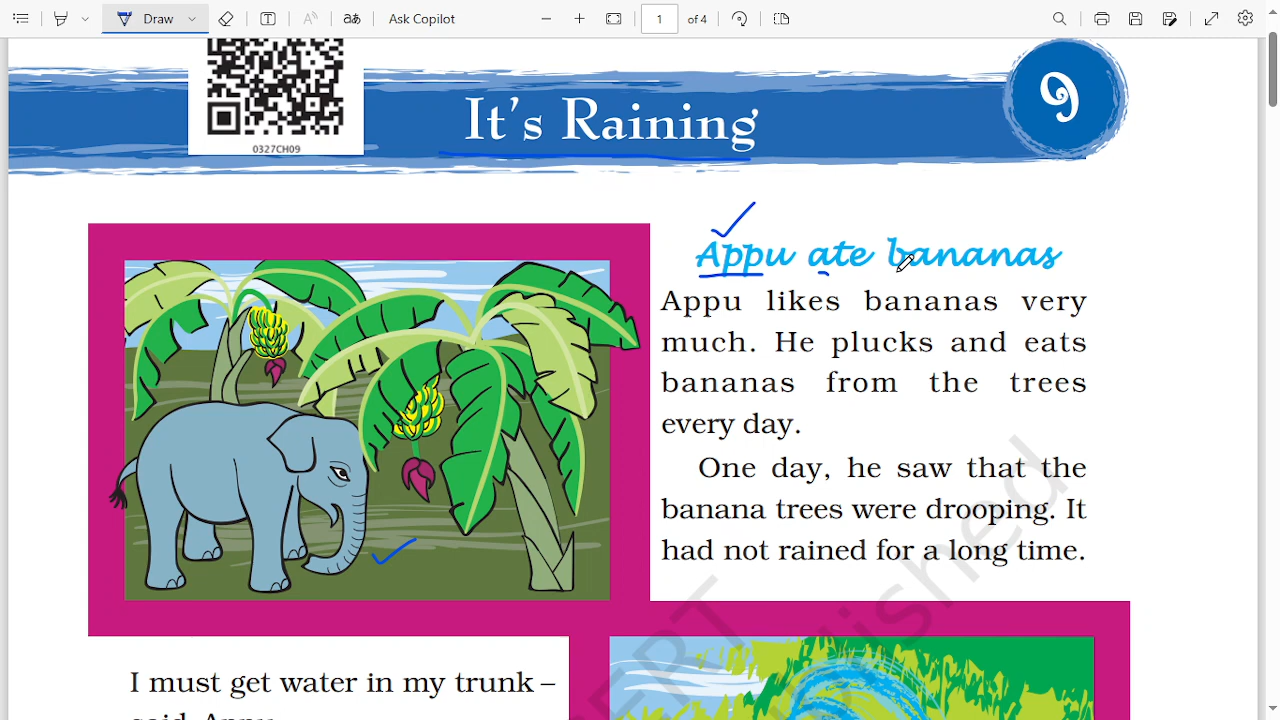 Draw
Ask Copilot
1 of 4
0327CH09
It's Raining
9
Appu ate bananas
Appu likes bananas very
much. He plucks and eats
bananas from the trees
every day.
One day, he saw that the
banana trees were drooping. It
had not rained for a long time.
I must get water in my trunk –
said Appu